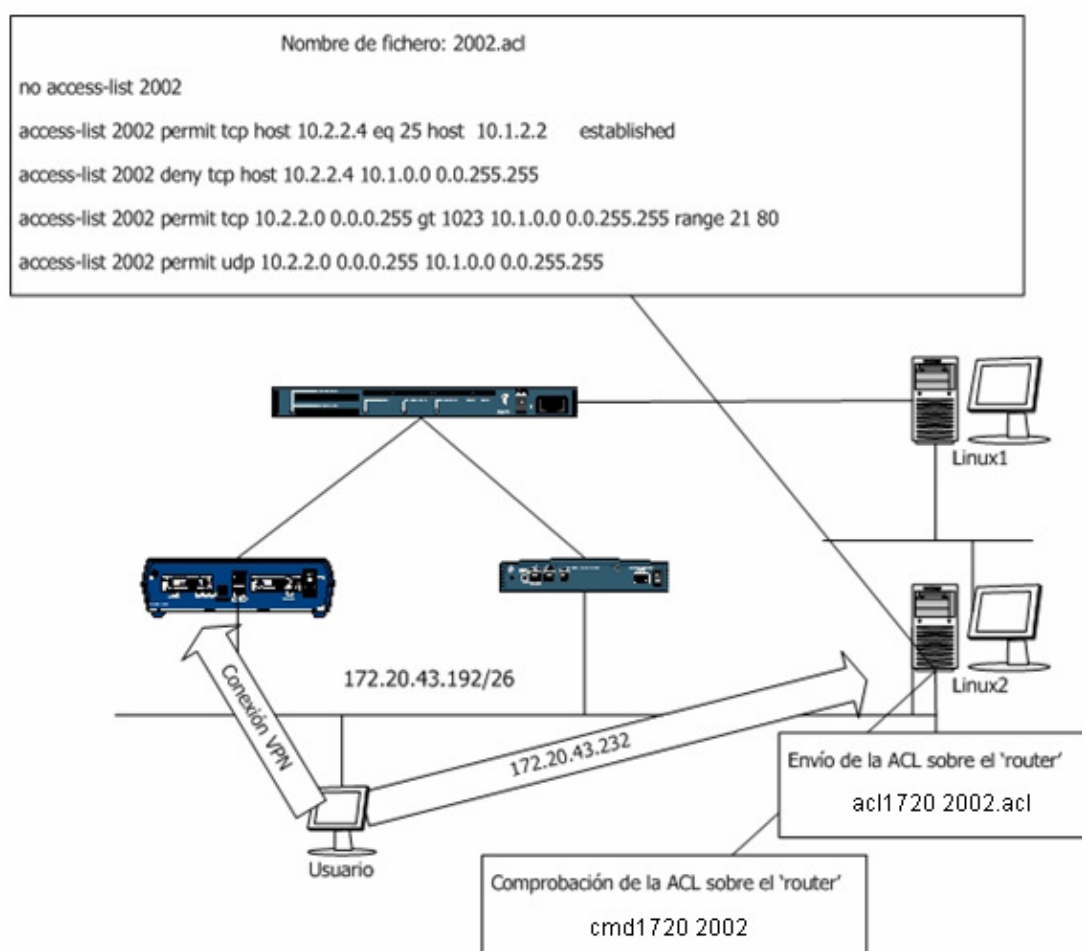 Nombre de fichero: 2002.acl
no access-list 2002
access-list 2002 permit tcp host 10.2.2.4 eq 25 host 10.1.2.2 established
access-list 2002 deny tcp host 10.2.2.4 10.1.0.0 0.0.255.255
access-list 2002 permit tcp 10.2.2.0 0.0.0.255 gt 1023 10.1.0.0 0.0.255.255 range 21 80
access-list 2002 permit udp 10.2.2.0 0.0.0.255 10.1.0.0 0.0.255.255
Linux1
Linux2
172.20.43.192/26
Conexión VPN
172.20.43.232
Usuario
Envío de la ACL sobre el 'router'
acl1720 2002.acl
Comprobación de la ACL sobre el 'router'
cmd1720 2002